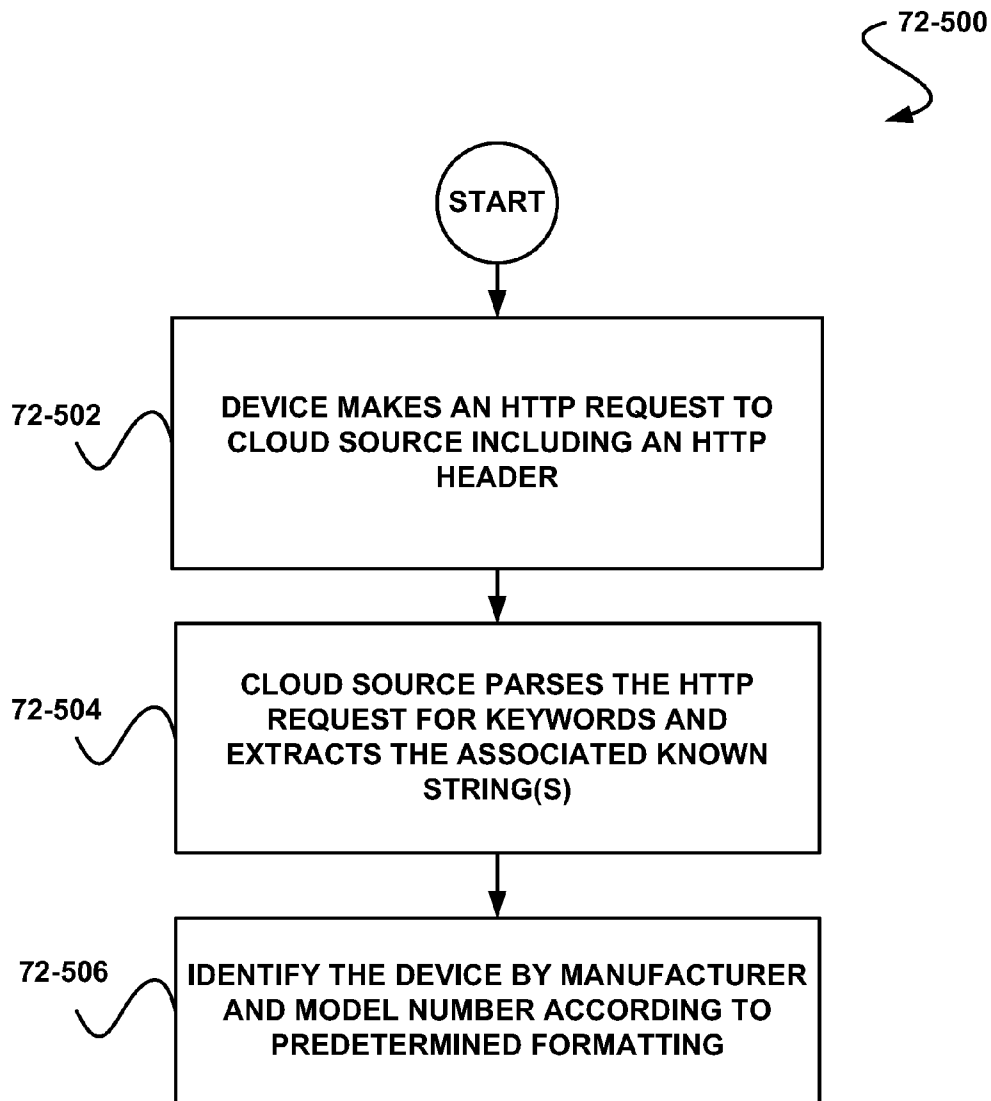 72-500
START
72-502
DEVICE MAKES AN HTTP REQUEST TO
CLOUD SOURCE INCLUDING AN HTTP
HEADER
72-504
CLOUD SOURCE PARSES THE HTTP
REQUEST FOR KEYWORDS AND
EXTRACTS THE ASSOCIATED KNOWN
STRING(S)
72-506
IDENTIFY THE DEVICE BY MANUFACTURER
AND MODEL NUMBER ACCORDING TO
PREDETERMINED FORMATTING